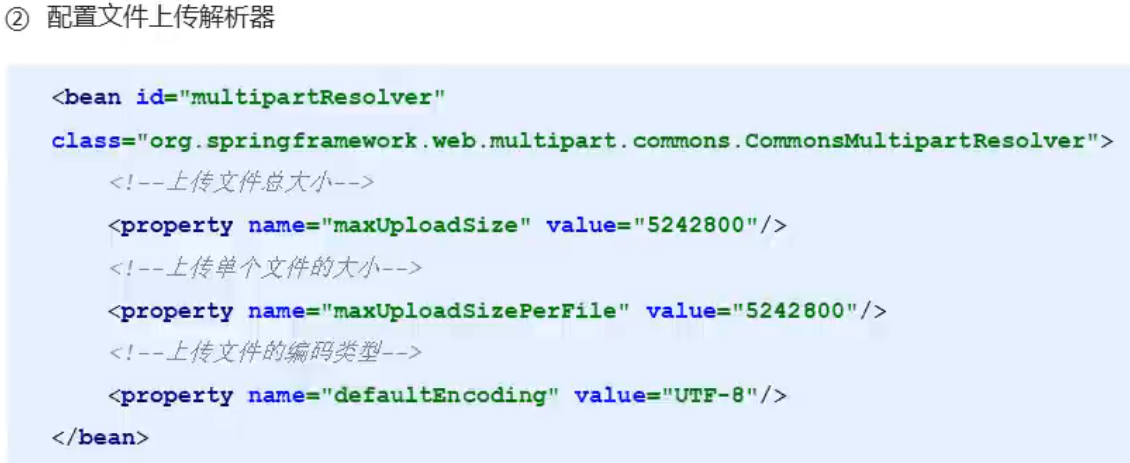 ② 配置文件上传解析器
<bean id="multipartResolver"
class="org.springframework.web.multipart.commons.CommonsMultipartResolver">
<!--上传文件总大小-->
<property name="maxUploadSize" value="5242800"/>
<!--上传单个文件的大小-->
<property name="maxUploadSizePerFile" value="5242800"/>
<!--上传文件的编码类型-->
<property name="defaultEncoding" value="UTF-8"/>
</bean>